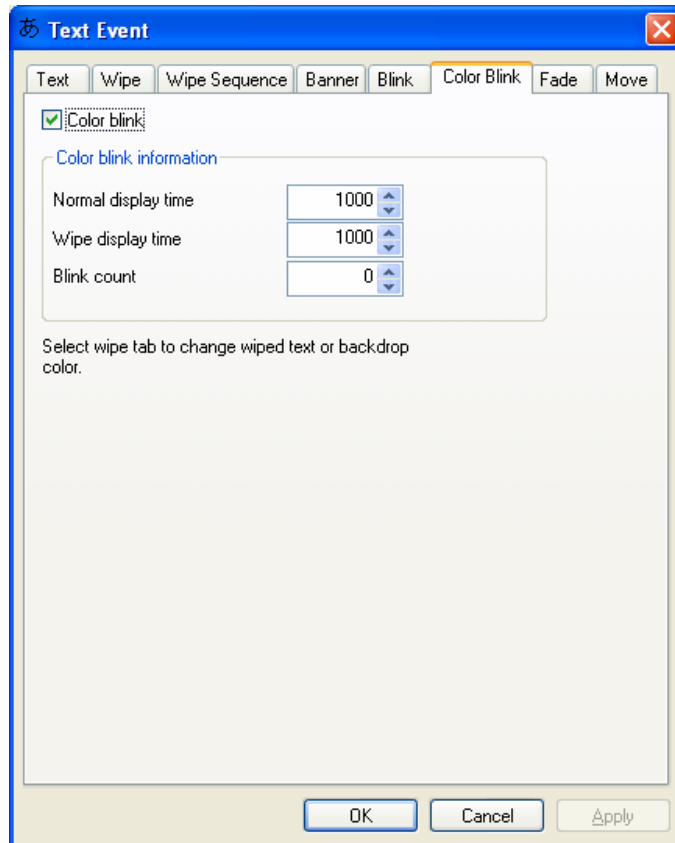 あ Text Event
Text Wipe Wipe Sequence Banner Blink Color Blink Fade Move
Color blink
Color blink information
Normal display time 1000
Wipe display time 1000
Blink count 0
Select wipe tab to change wiped text or backdrop
color.
OK Cancel Apply